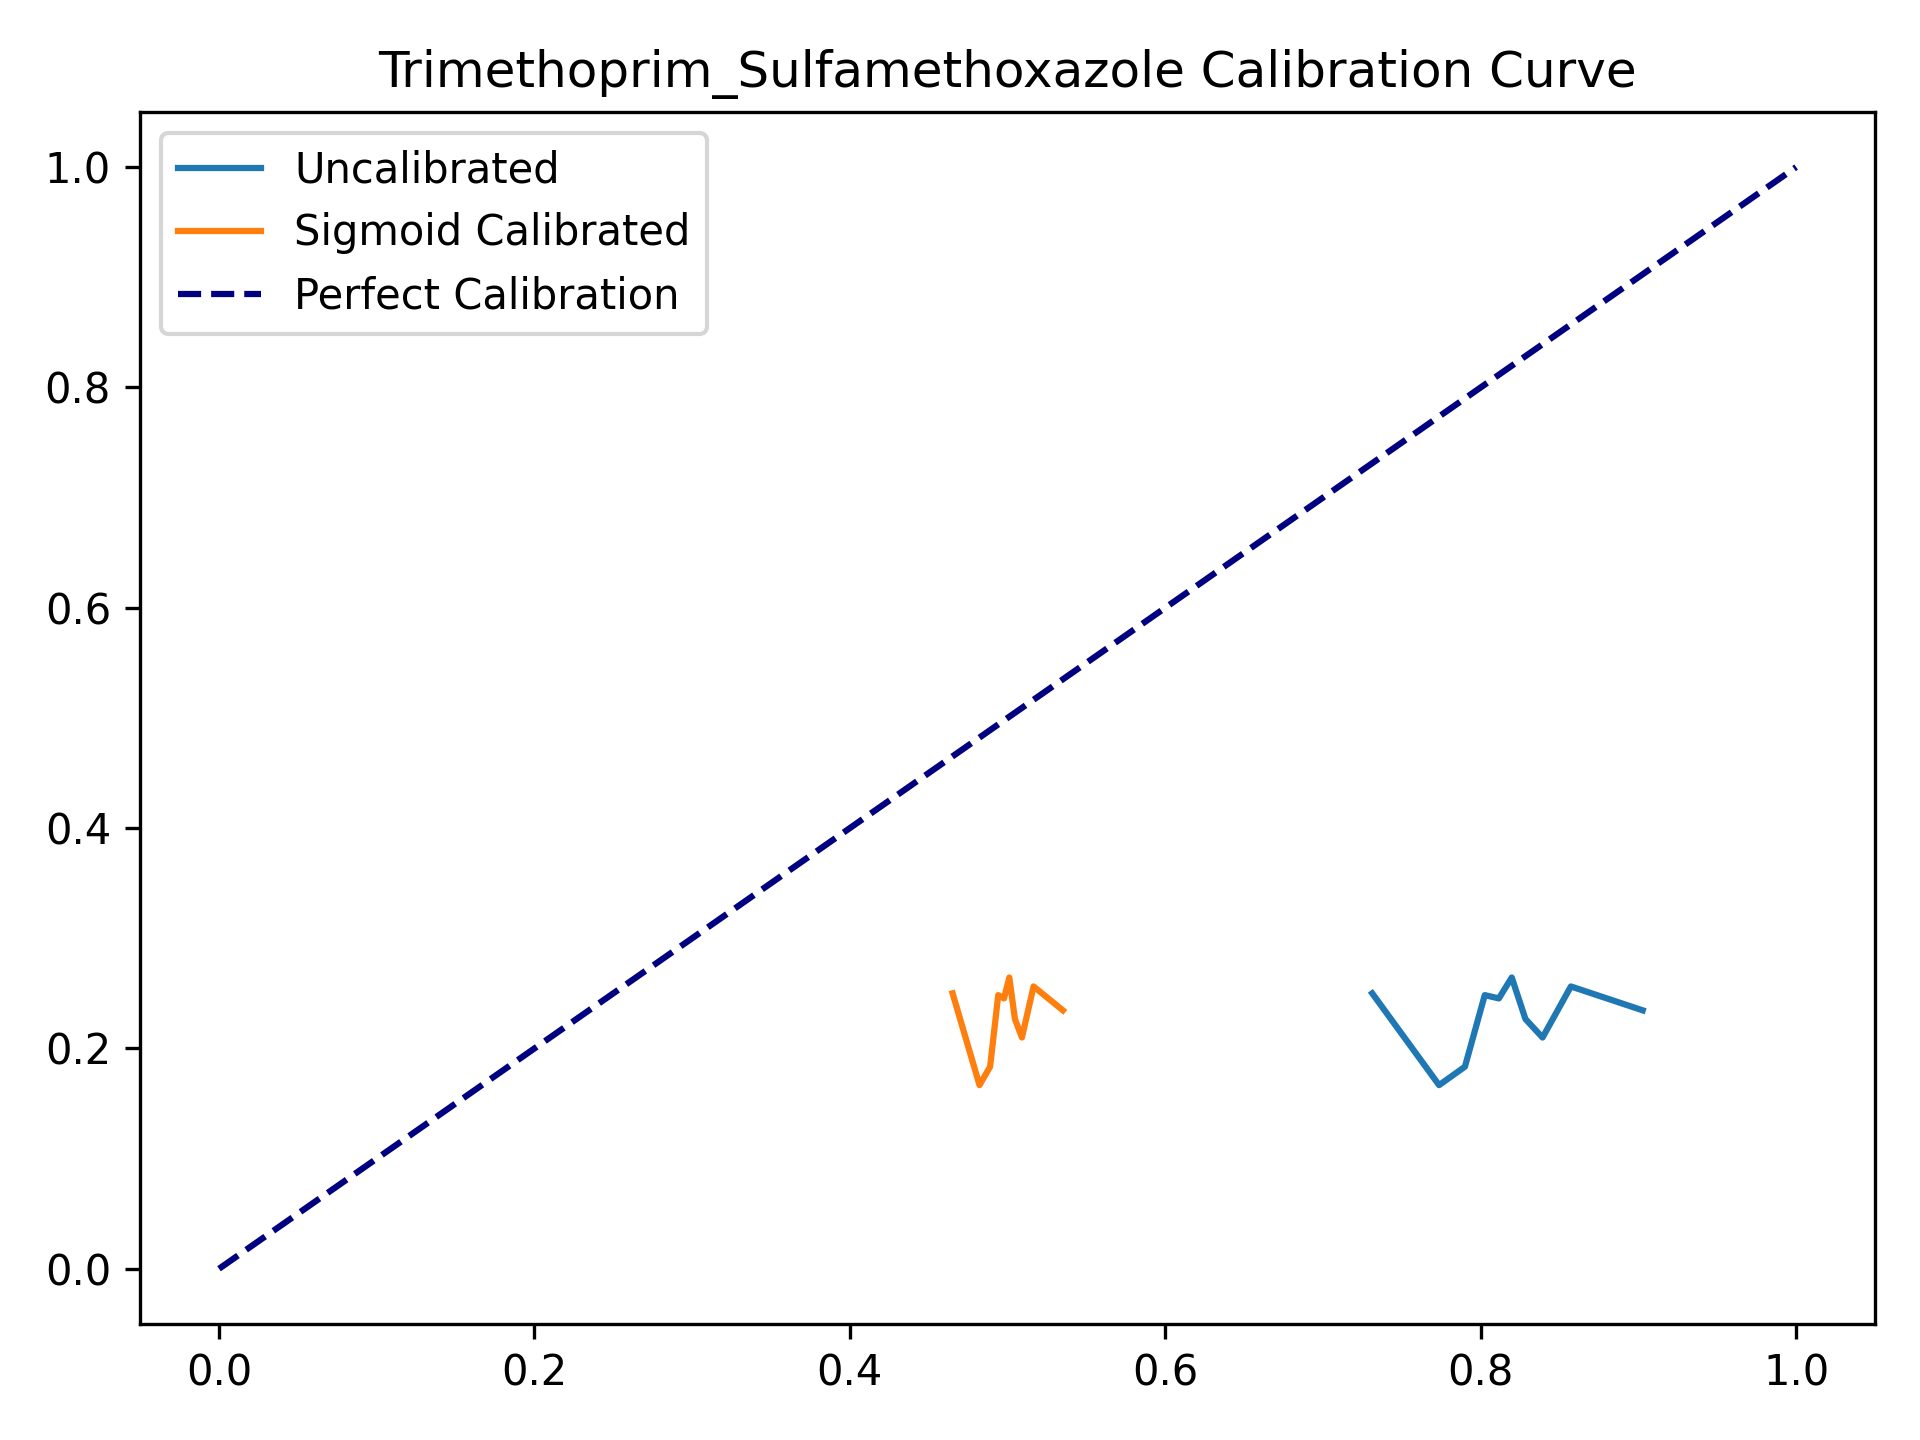 Trimethoprim_Sulfamethoxazole Calibration Curve
Uncalibrated
Sigmoid Calibrated
Perfect Calibration
1.0
0.8
0.6
0.4
0.2
0.0
0.0 0.2 0.4 0.6 0.8 1.0